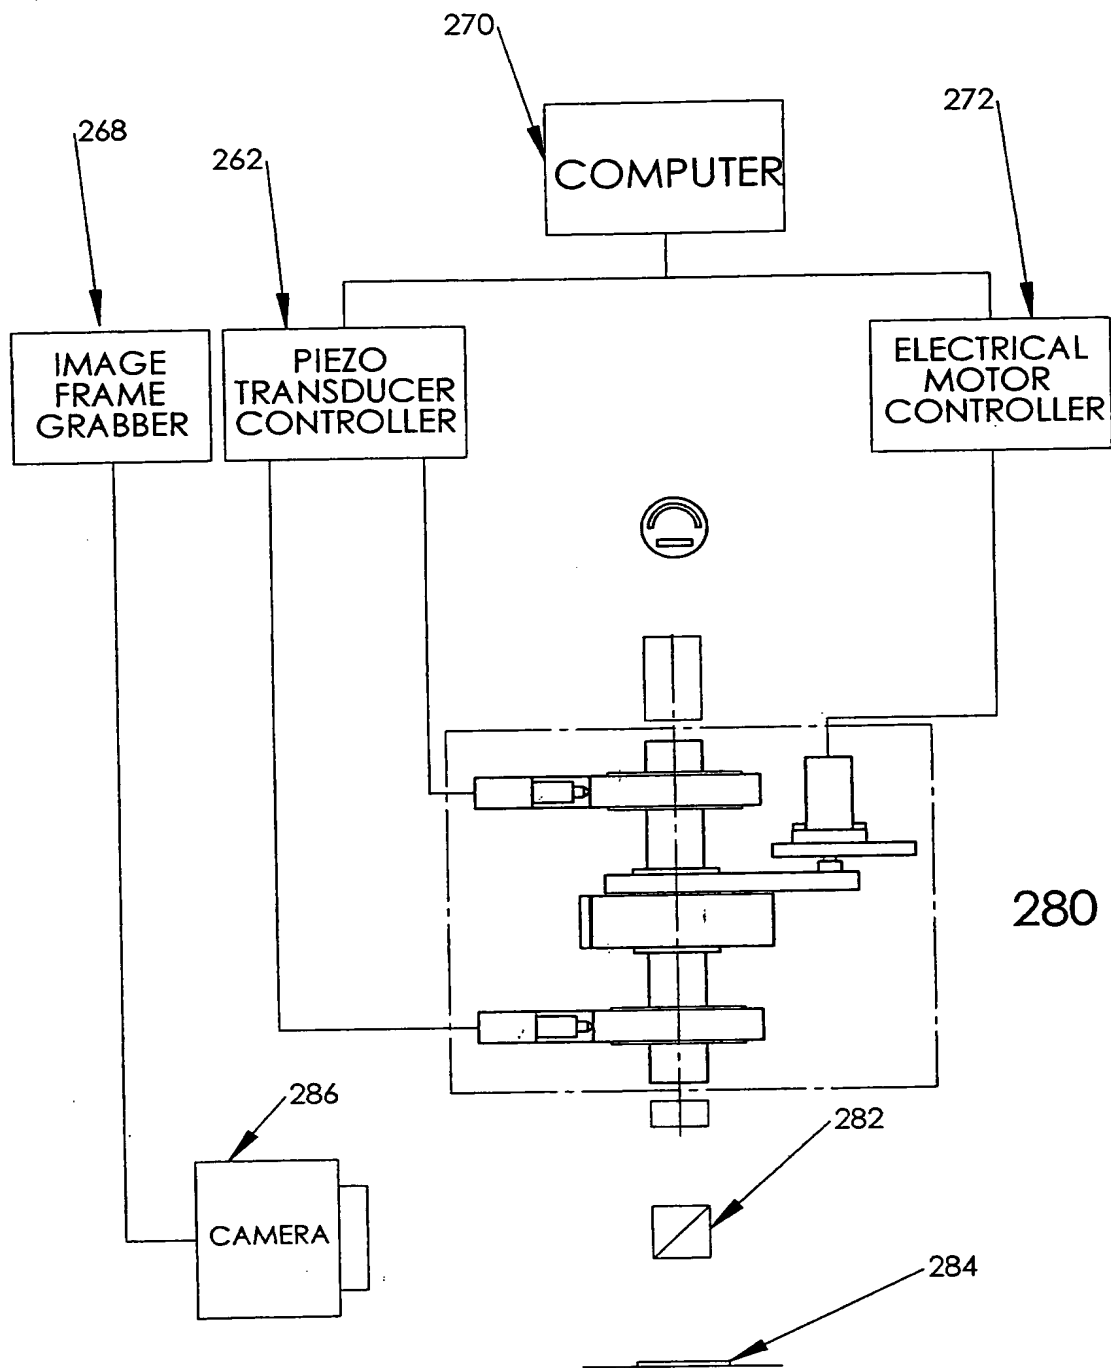 270
272
268
262
COMPUTER
IMAGE
FRAME
GRABBER
PIEZO
TRANSDUCER
CONTROLLER
ELECTRICAL
MOTOR
CONTROLLER
280
286
282
CAMERA
284